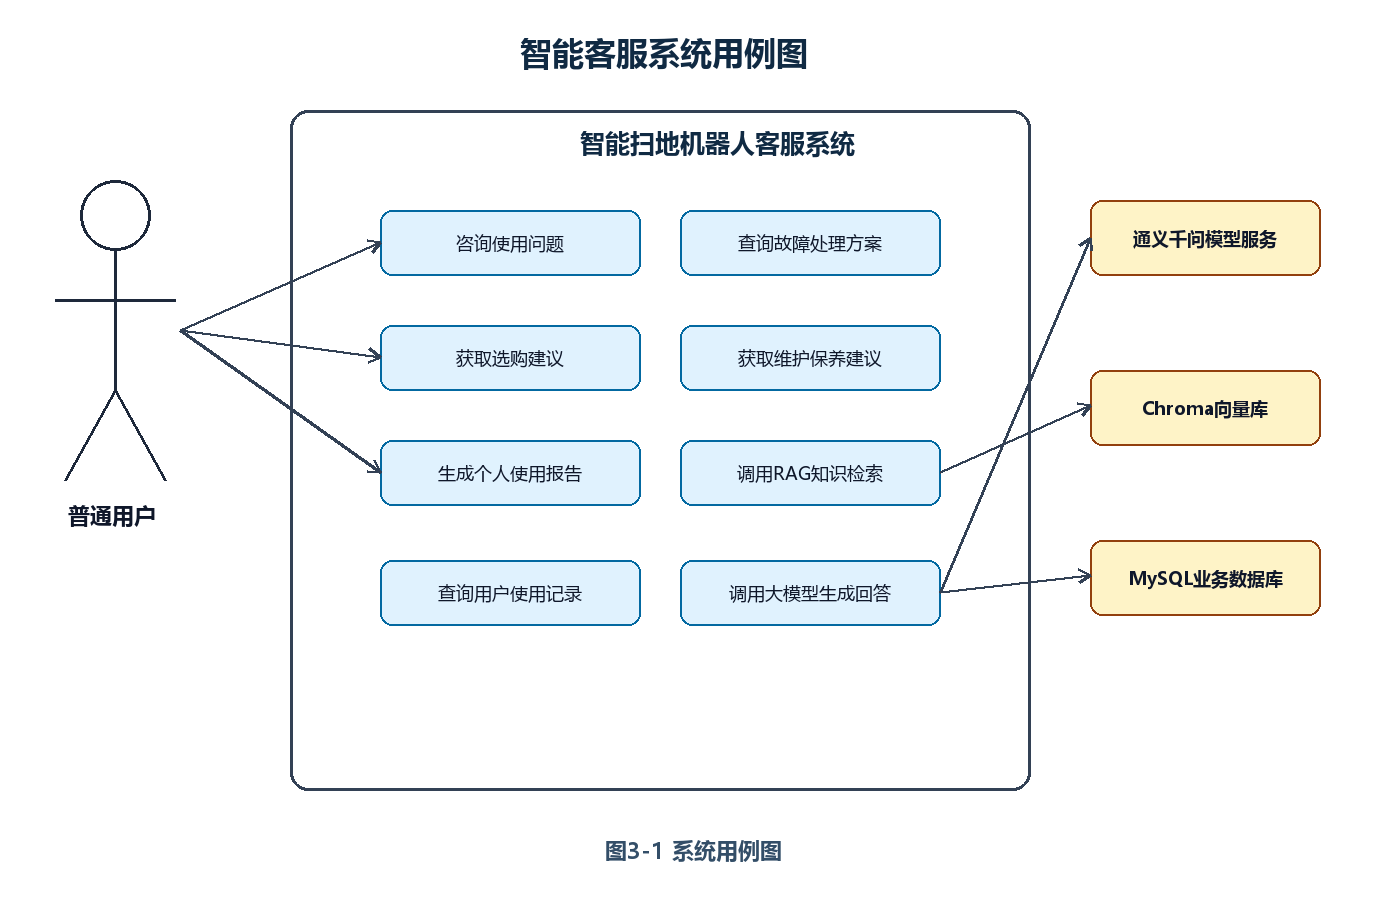 智能客服系统用例图
智能扫地机器人客服系统
咨询使用问题
查询故障处理方案
通义千问模型服务
获取选购建议
获取维护保养建议
Chroma向量库
生成个人使用报告
调用RAG知识检索
普通用户
查询用户使用记录
调用大模型生成回答
MySQL业务数据库
图3-1 系统用例图